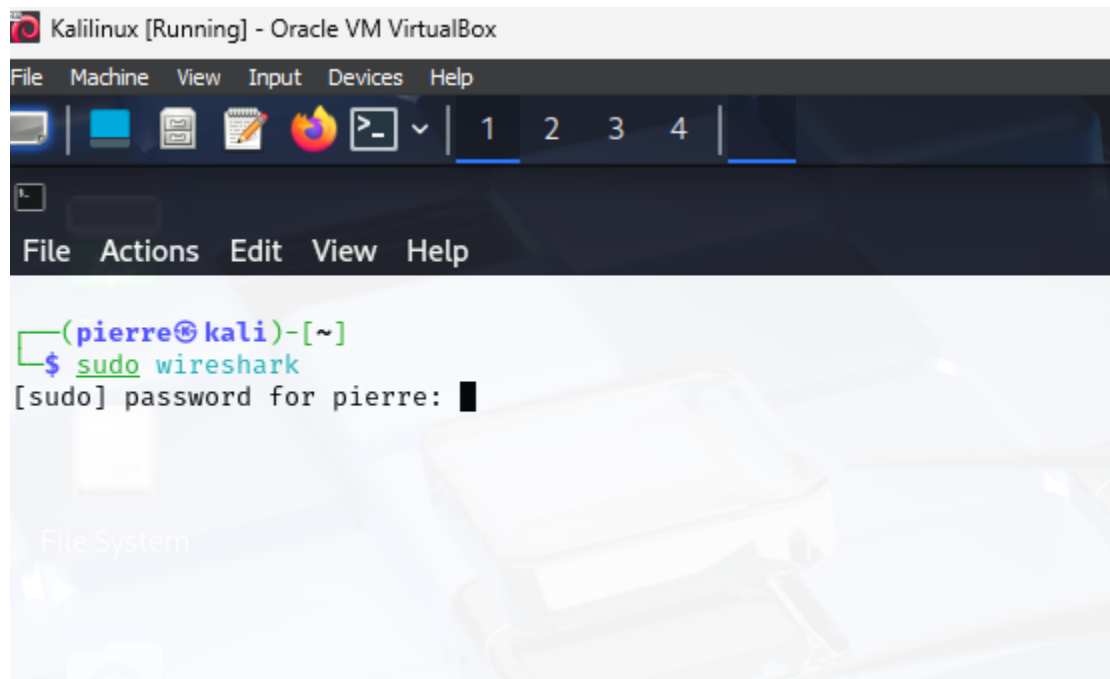 Kalilinux [Running] - Oracle VM VirtualBox
File Machine View Input Devices Help
1 2 3 4
File Actions Edit View Help
(pierre㉿kali)-[~]
$ sudo wireshark
[sudo] password for pierre:
File System